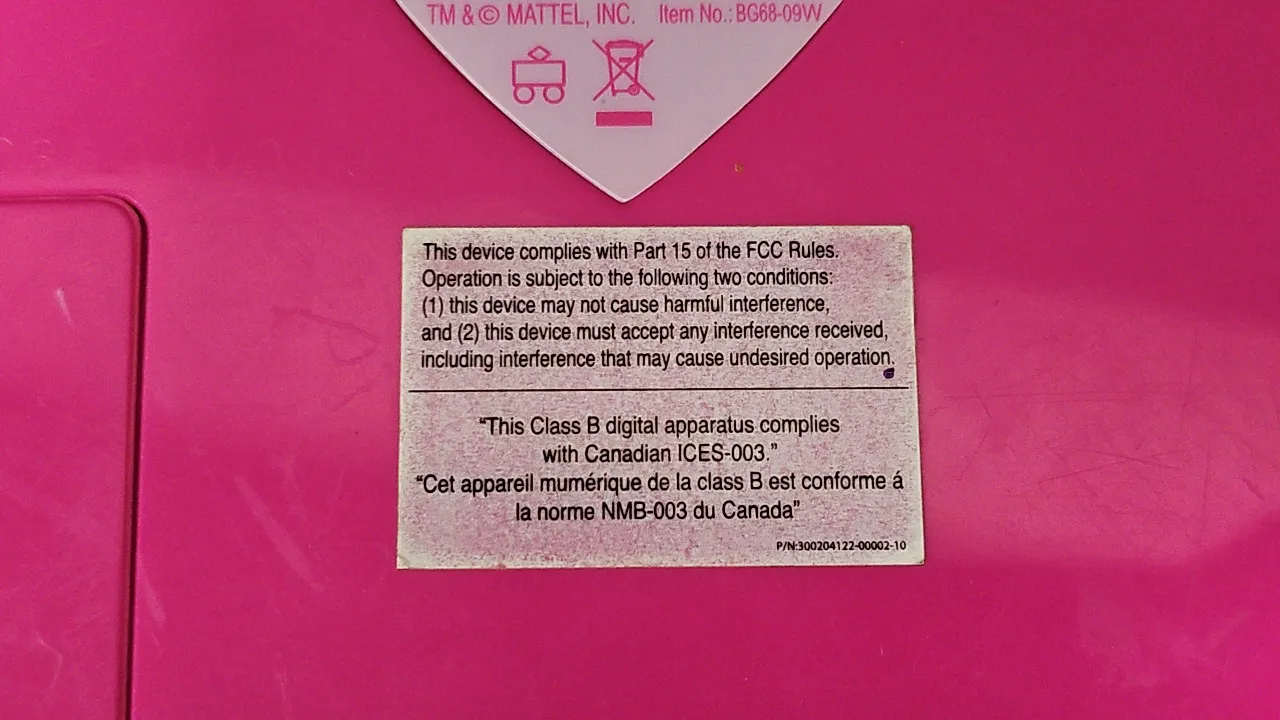 TM & © MATTEL, INC. Item No.: BG68-09W
This device complies with Part 15 of the FCC Rules.
Operation is subject to the following two conditions:
(1) this device may not cause harmful interference,
and (2) this device must accept any interference received,
including interference that may cause undesired operation.
“This Class B digital apparatus complies
with Canadian ICES-003.”
“Cet appareil mumérique de la class B est conforme á
la norme NMB-003 du Canada”
P/N:300204122-00002-10